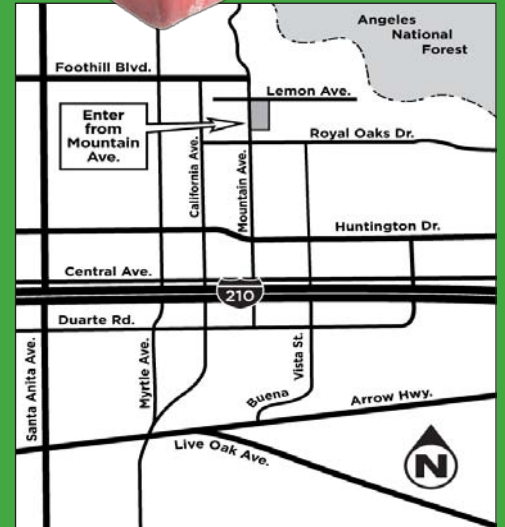 Angeles
National
Forest
Foothill Blvd.
Lemon Ave.
Enter
from
Mountain
Ave.
Royal Oaks Dr.
California Ave.
Mountain Ave.
Huntington Dr.
Central Ave.
210
Duarte Rd.
Santa Anita Ave.
Myrtle Ave.
Buena
Vista St.
Arrow Hwy.
Live Oak Ave.
N